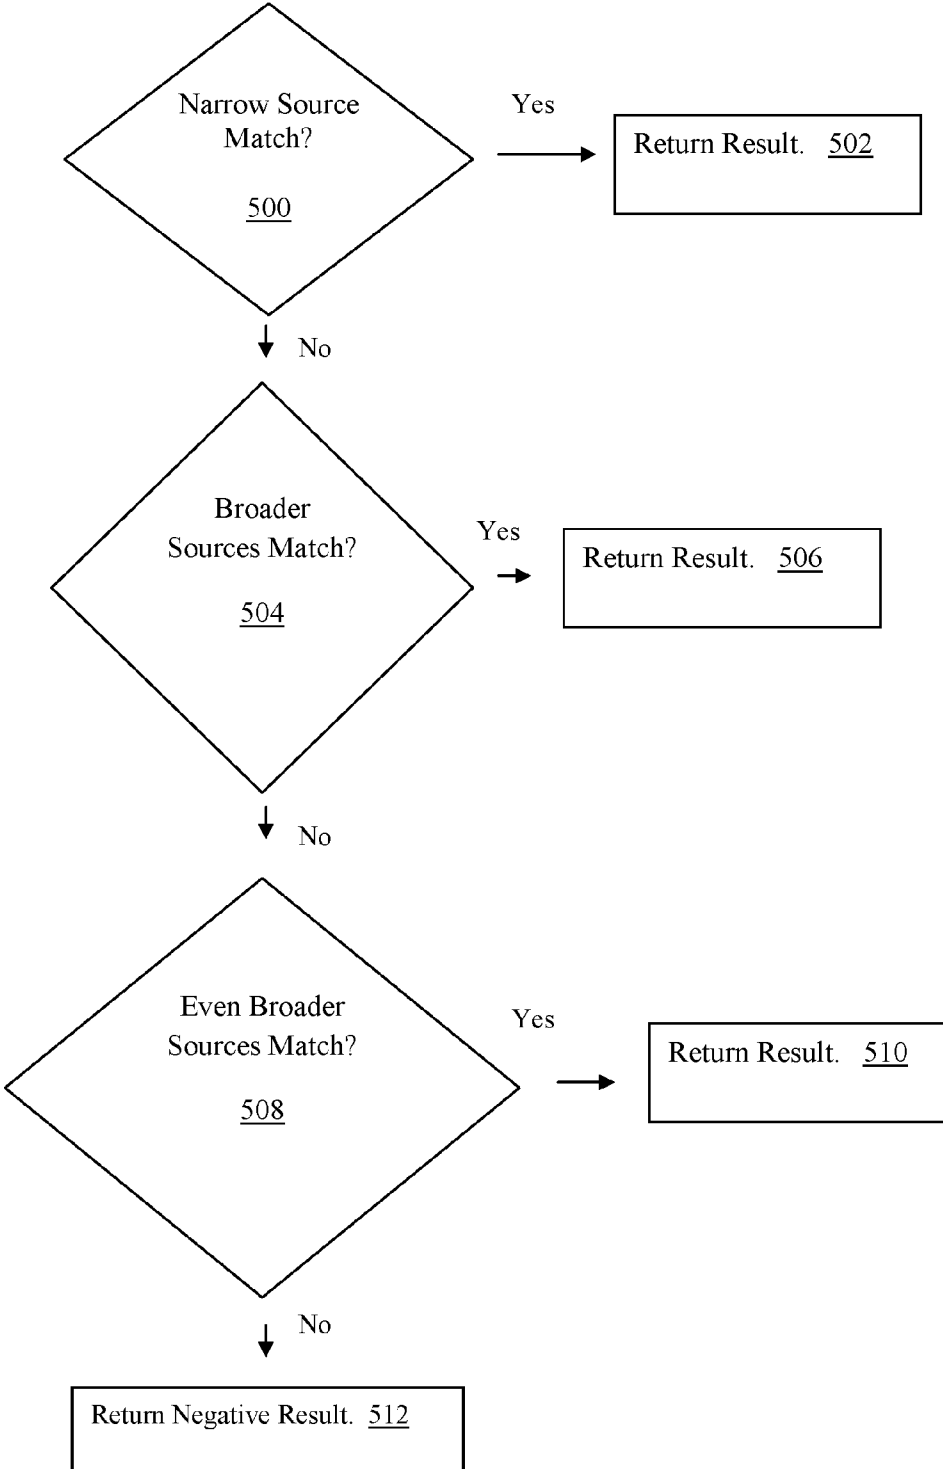 Narrow Source
Match?
500
Yes
Return Result. 502
No
Broader
Sources Match?
504
Yes
Return Result. 506
No
Even Broader
Sources Match?
508
Yes
Return Result. 510
No
Return Negative Result. 512